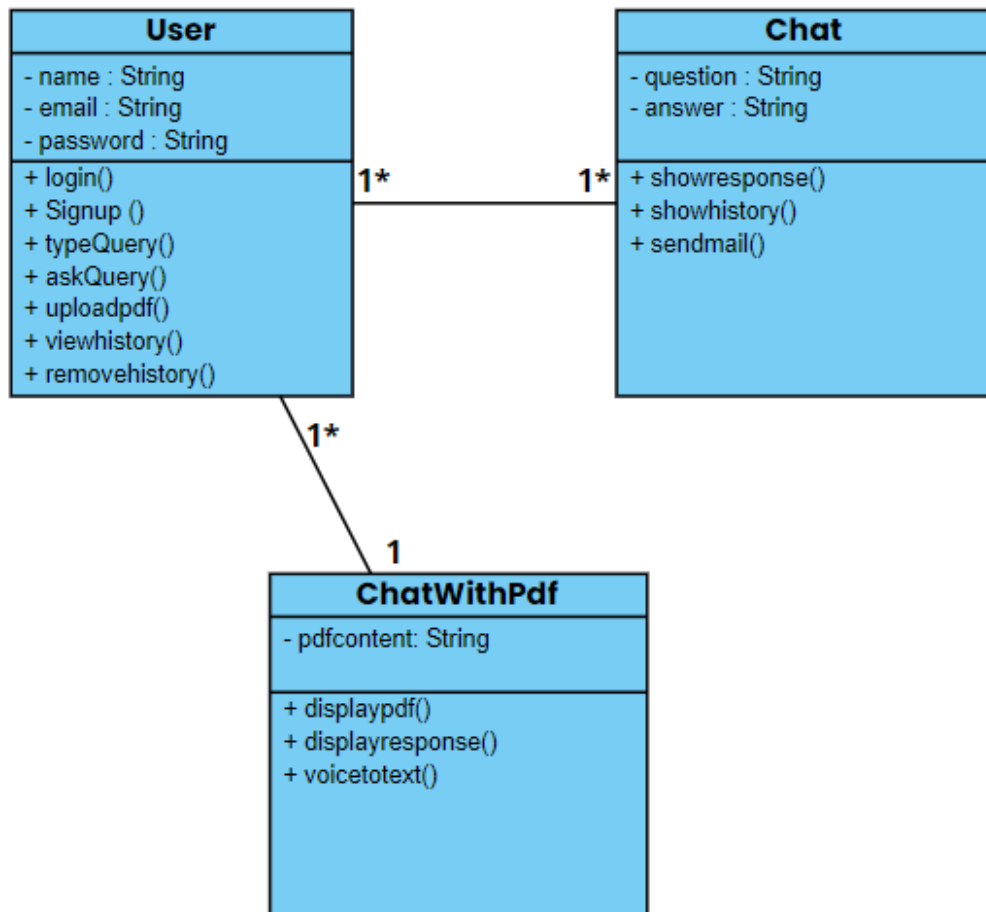 User
- name : String
- email : String
- password : String
+ login()
+ Signup ()
+ typeQuery()
+ askQuery()
+ uploadpdf()
+ viewhistory()
+ removehistory()
1*
1*
Chat
- question : String
- answer : String
+ showresponse()
+ showhistory()
+ sendmail()
1*
1
ChatWithPdf
- pdfcontent: String
+ displaypdf()
+ displayresponse()
+ voicetotext()